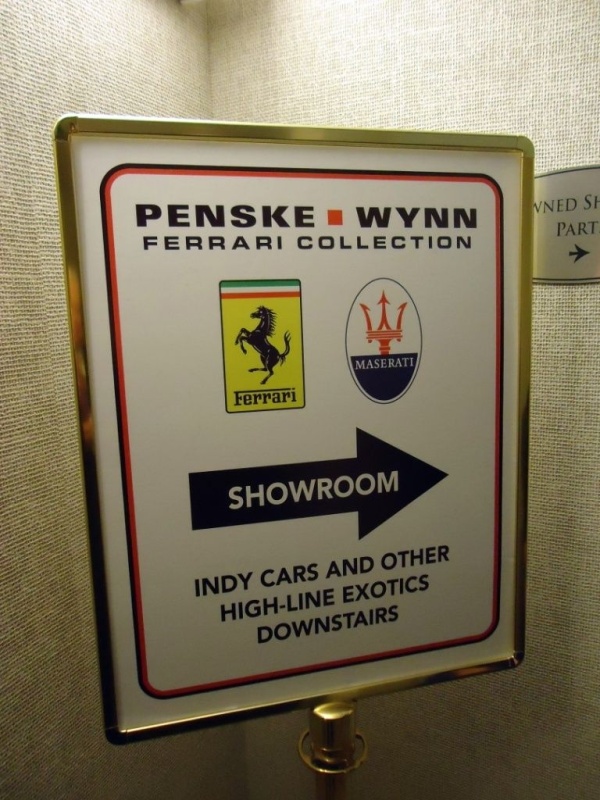 PENSKE ▪ WYNN
FERRARI COLLECTION
Ferrari
MASERATI
SHOWROOM
INDY CARS AND OTHER
HIGH-LINE EXOTICS
DOWNSTAIRS